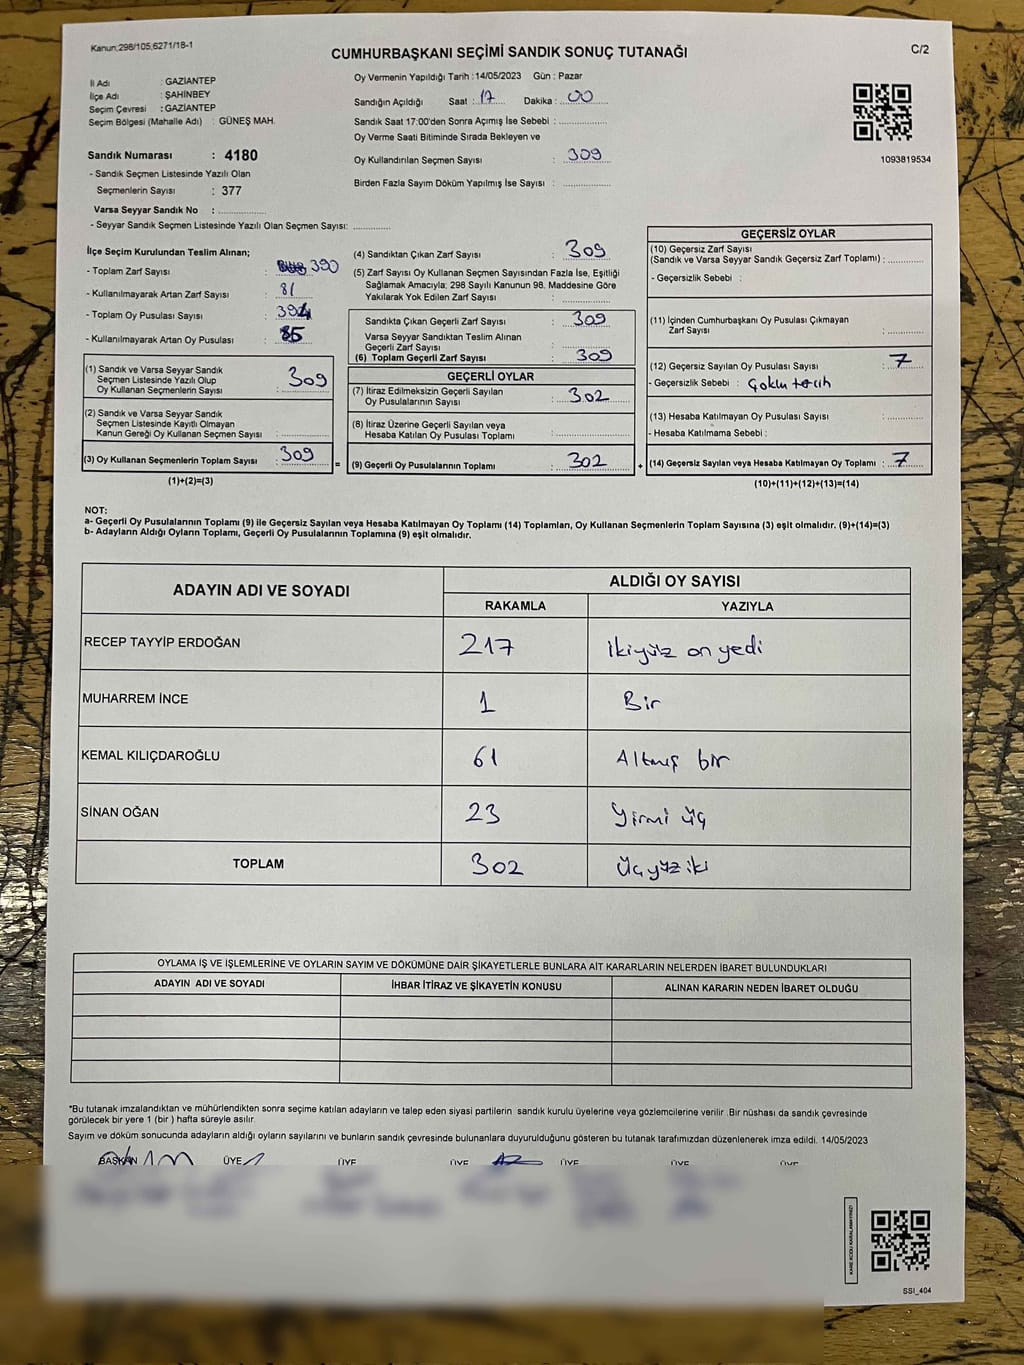 Kanun;298/105;6271/18-1
CUMHURBAŞKANI SEÇİMİ SANDIK SONUÇ TUTANAĞI
C/2
İl Adı : GAZİANTEP
İlçe Adı : ŞAHİNBEY
Seçim Çevresi : GAZİANTEP
Seçim Bölgesi (Mahalle Adı) : GÜNEŞ MAH.
Sandık Numarası : 4180
- Sandık Seçmen Listesinde Yazılı Olan
Seçmenlerin Sayısı : 377
Varsa Seyyar Sandık No : ................
- Seyyar Sandık Seçmen Listesinde Yazılı Olan Seçmen Sayısı: ............
Oy Vermenin Yapıldığı Tarih : 14/05/2023 Gün : Pazar
Sandığın Açıldığı Saat : 17 Dakika : 00
Sandık Saat 17:00'den Sonra Açımış İse Sebebi : ................
Oy Verme Saati Bitiminde Sırada Bekleyen ve
Oy Kullandırılan Seçmen Sayısı : 309
Birden Fazla Sayım Döküm Yapılmış İse Sayısı : ................
1093819534
İlçe Seçim Kurulundan Teslim Alınan;
- Toplam Zarf Sayısı : 390
- Kullanılmayarak Artan Zarf Sayısı : 81
- Toplam Oy Pusulası Sayısı : 394
- Kullanılmayarak Artan Oy Pusulası : 85
(1) Sandık ve Varsa Seyyar Sandık
Seçmen Listesinde Yazılı Olup
Oy Kullanan Seçmenlerin Sayısı : 309
(2) Sandık ve Varsa Seyyar Sandık
Seçmen Listesinde Kayıtlı Olmayan
Kanun Gereği Oy Kullanan Seçmen Sayısı : ............
(3) Oy Kullanan Seçmenlerin Toplam Sayısı : 309
(1)+(2)=(3)
(4) Sandıktan Çıkan Zarf Sayısı : 309
(5) Zarf Sayısı Oy Kullanan Seçmen Sayısından Fazla İse, Eşitliği
Sağlamak Amacıyla; 298 Sayılı Kanunun 98. Maddesine Göre
Yakılarak Yok Edilen Zarf Sayısı : ................
Sandıkta Çıkan Geçerli Zarf Sayısı : 309
Varsa Seyyar Sandıktan Teslim Alınan
Geçerli Zarf Sayısı : ................
(6) Toplam Geçerli Zarf Sayısı : 309
GEÇERLİ OYLAR
(7) İtiraz Edilmeksizin Geçerli Sayılan
Oy Pusulalarının Sayısı : 302
(8) İtiraz Üzerine Geçerli Sayılan veya
Hesaba Katılan Oy Pusulası Toplamı : ................
= (9) Geçerli Oy Pusulalarının Toplamı : 302
GEÇERSİZ OYLAR
(10) Geçersiz Zarf Sayısı
(Sandık ve Varsa Seyyar Sandık Geçersiz Zarf Toplamı) : ............
- Geçersizlik Sebebi :
(11) İçinden Cumhurbaşkanı Oy Pusulası Çıkmayan
Zarf Sayısı : ............
(12) Geçersiz Sayılan Oy Pusulası Sayısı : 7
- Geçersizlik Sebebi : Çoklu tercih
(13) Hesaba Katılmayan Oy Pusulası Sayısı : ............
- Hesaba Katılmama Sebebi :
+ (14) Geçersiz Sayılan veya Hesaba Katılmayan Oy Toplamı : 7
(10)+(11)+(12)+(13)=(14)
NOT:
a- Geçerli Oy Pusulalarının Toplamı (9) ile Geçersiz Sayılan veya Hesaba Katılmayan Oy Toplamı (14) Toplamları, Oy Kullanan Seçmenlerin Toplam Sayısına (3) eşit olmalıdır. (9)+(14)=(3)
b- Adayların Aldığı Oyların Toplamı, Geçerli Oy Pusulalarının Toplamına (9) eşit olmalıdır.
ADAYIN ADI VE SOYADI ALDIĞI OY SAYISI
RAKAMLA YAZIYLA
RECEP TAYYİP ERDOĞAN 217 ikiyüz on yedi
MUHARREM İNCE 1 Bir
KEMAL KILIÇDAROĞLU 61 Altmış bir
SİNAN OĞAN 23 Yirmi üç
TOPLAM 302 Üçyüz iki
OYLAMA İŞ VE İŞLEMLERİNE VE OYLARIN SAYIM VE DÖKÜMÜNE DAİR ŞİKAYETLERLE BUNLARA AİT KARARLARIN NELERDEN İBARET BULUNDUKLARI
ADAYIN ADI VE SOYADI İHBAR İTİRAZ VE ŞİKAYETİN KONUSU ALINAN KARARIN NEDEN İBARET OLDUĞU
*Bu tutanak imzalandıktan ve mühürlendikten sonra seçime katılan adayların ve talep eden siyasi partilerin sandık kurulu üyelerine veya gözlemcilerine verilir. Bir nüshası da sandık çevresinde
görülecek bir yere 1 (bir ) hafta süreyle asılır.
Sayım ve döküm sonucunda adayların aldığı oyların sayılarını ve bunların sandık çevresinde bulunanlara duyurulduğunu gösteren bu tutanak tarafımızdan düzenlenerek imza edildi. 14/05/2023
BAŞKAN ÜYE ÜYE ÜYE ÜYE ÜYE ÜYE
KARE KODU KARALAMAYINIZ!
SSI_404